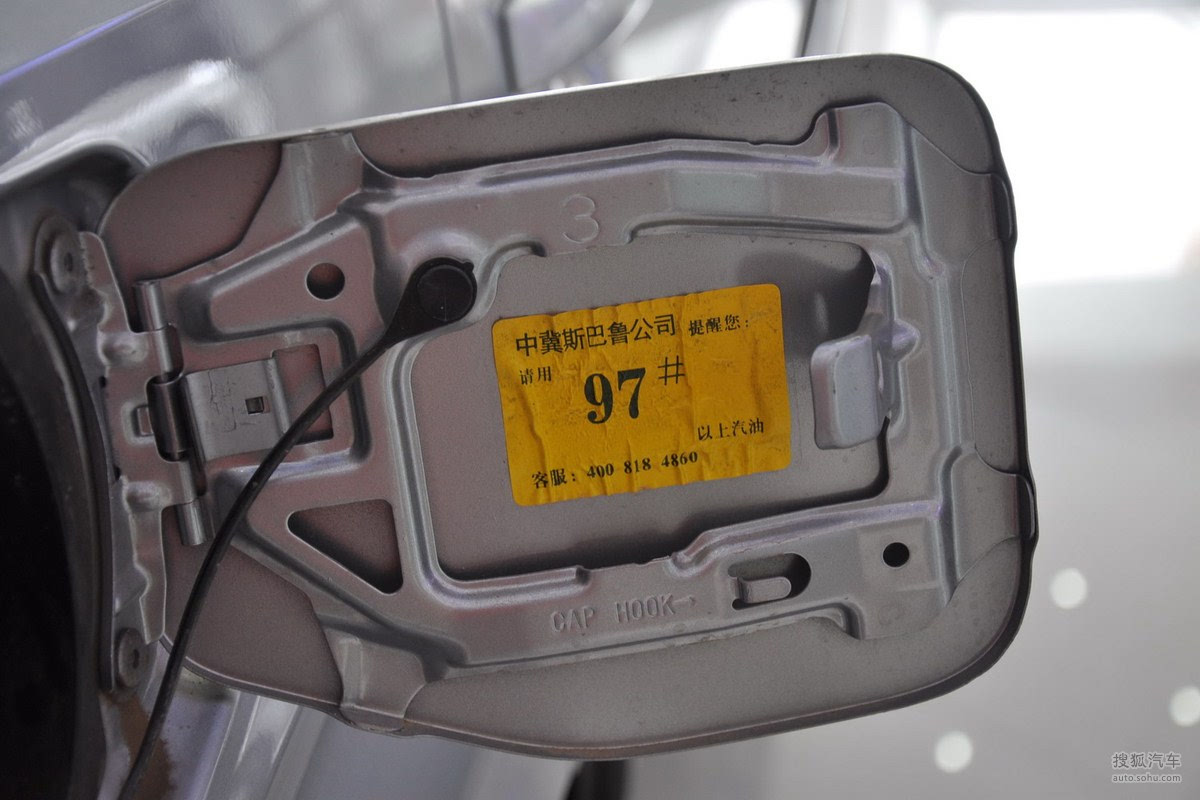 3
中冀斯巴鲁公司 提醒您:
请用 97#
以上汽油
客服: 400 818 4860
CAP HOOK→
搜狐汽车
auto.sohu.com